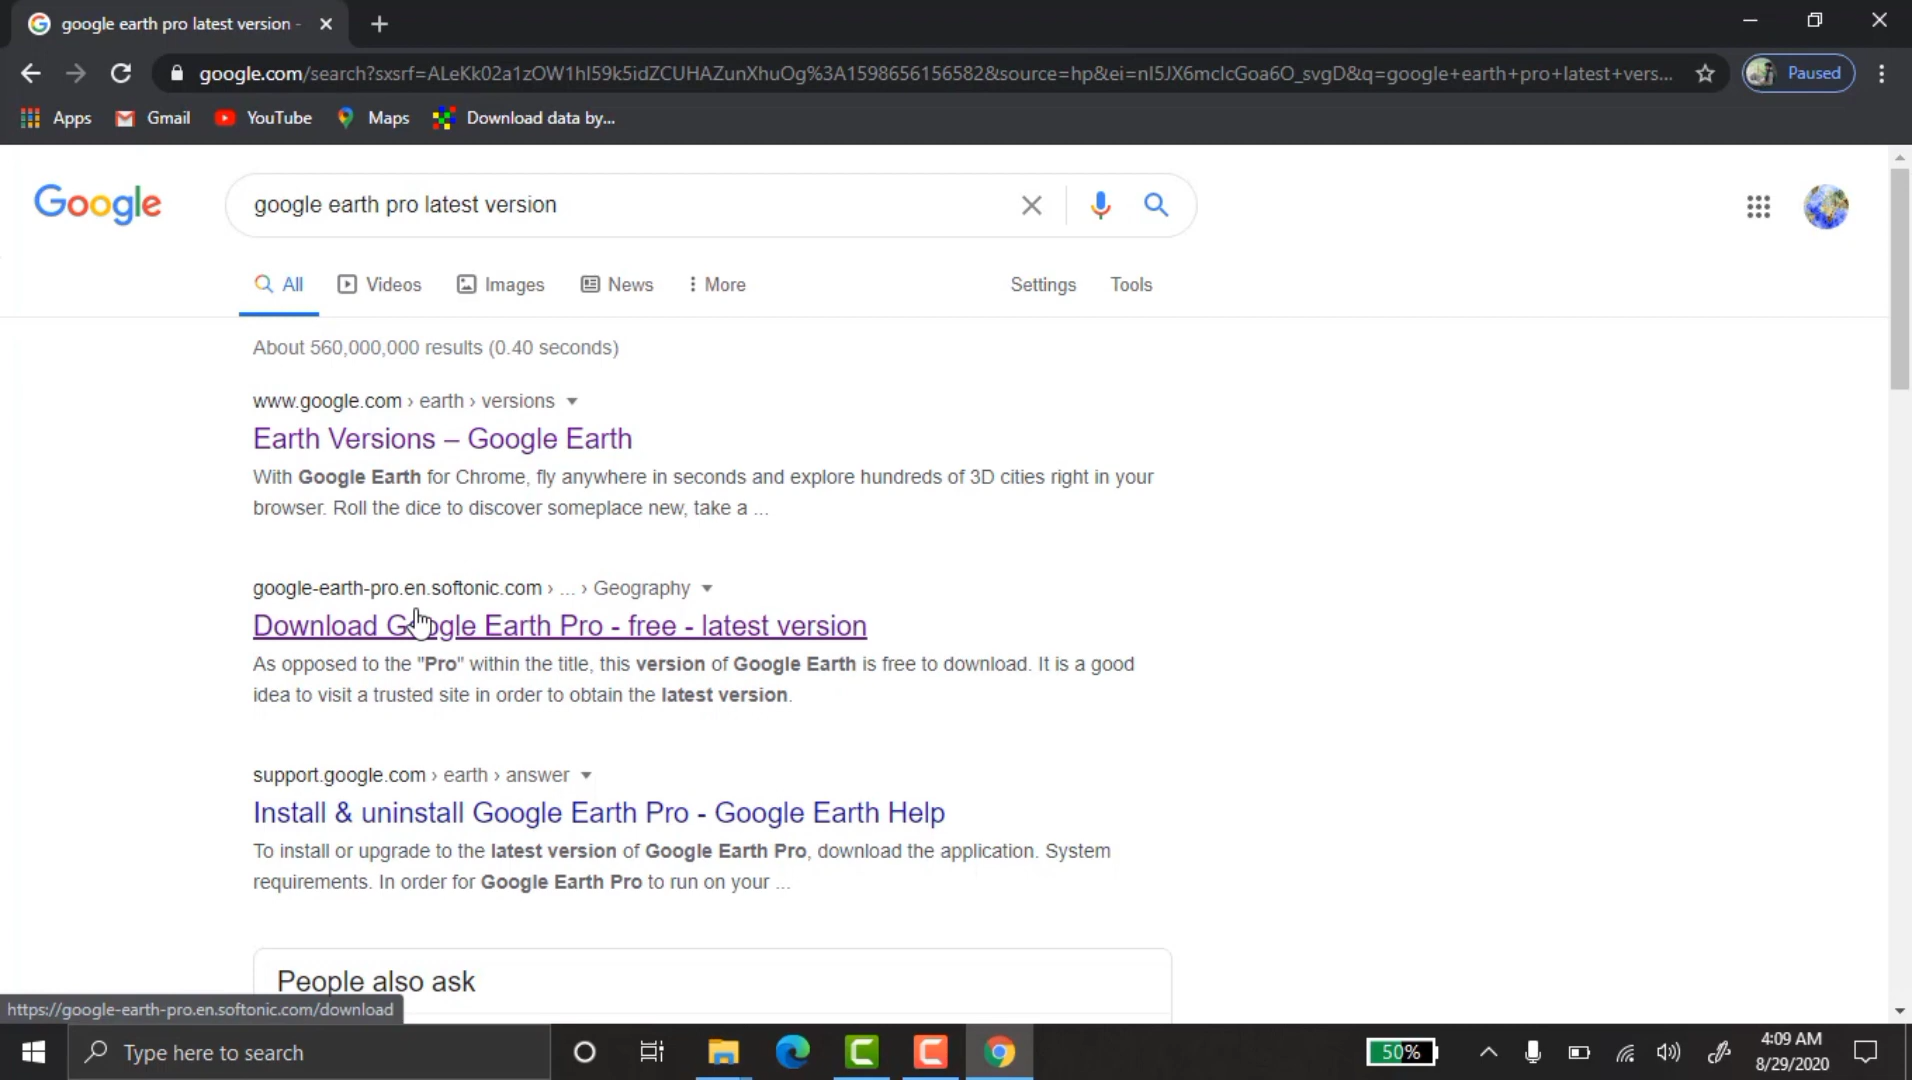 google earth pro latest version -
google.com/search?sxsrf=ALeKk02a1zOW1hl59k5idZCUHAZunXhuOg%3A1598656156582&source=hp&ei=nI5JX6mcIcGoa6O_svgD&q=google+earth+pro+latest+vers...
Paused
Apps
Gmail
YouTube
Maps
Download data by...
Google
google earth pro latest version
All
Videos
Images
News
More
Settings
Tools
About 560,000,000 results (0.40 seconds)
www.google.com › earth › versions
Earth Versions – Google Earth
With Google Earth for Chrome, fly anywhere in seconds and explore hundreds of 3D cities right in your
browser. Roll the dice to discover someplace new, take a ...
google-earth-pro.en.softonic.com › ... › Geography
Download Google Earth Pro - free - latest version
As opposed to the "Pro" within the title, this version of Google Earth is free to download. It is a good
idea to visit a trusted site in order to obtain the latest version.
support.google.com › earth › answer
Install & uninstall Google Earth Pro - Google Earth Help
To install or upgrade to the latest version of Google Earth Pro, download the application. System
requirements. In order for Google Earth Pro to run on your ...
People also ask
https://google-earth-pro.en.softonic.com/download
Type here to search
50%
4:09 AM
8/29/2020